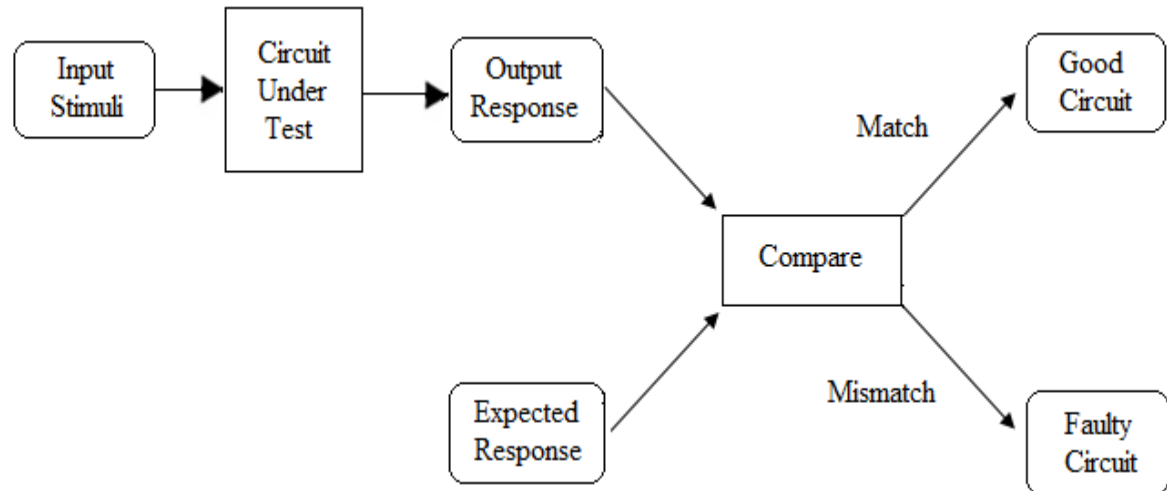 Input
Stimuli
Circuit
Under
Test
Output
Response
Match
Good
Circuit
Compare
Expected
Response
Mismatch
Faulty
Circuit